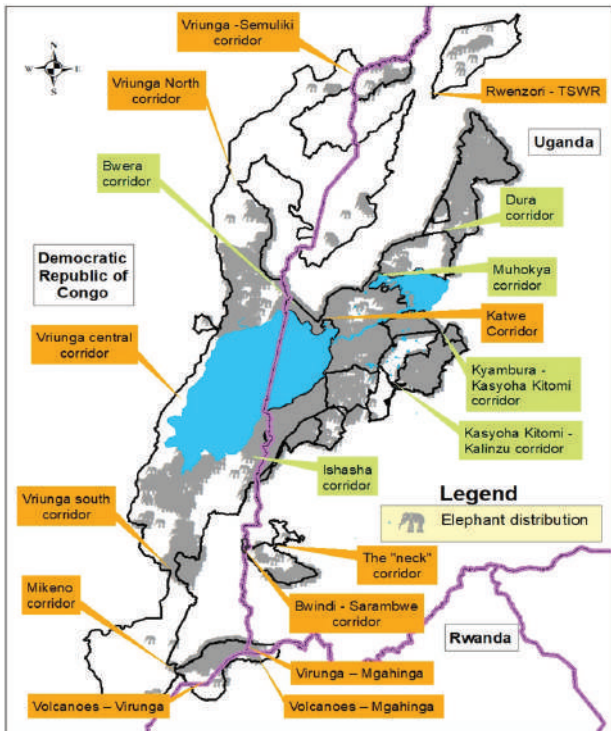 Vriunga -Semuliki
corridor
N
W
E
S
Vriunga North
corridor
Rwenzori - TSWR
Uganda
Bwera
corridor
Dura
corridor
Democratic
Republic of
Congo
Muhokya
corridor
Katwe
Corridor
Vriunga central
corridor
Kyambura -
Kasyoha Kitomi
corridor
Kasyoha Kitomi -
Kalinzu corridor
Ishasha
corridor
Legend
Elephant distribution
Vriunga south
corridor
The "neck"
corridor
Mikeno
corridor
Bwindi - Sarambwe
corridor
Rwanda
Virunga – Mgahinga
Volcanoes – Virunga
Volcanoes – Mgahinga